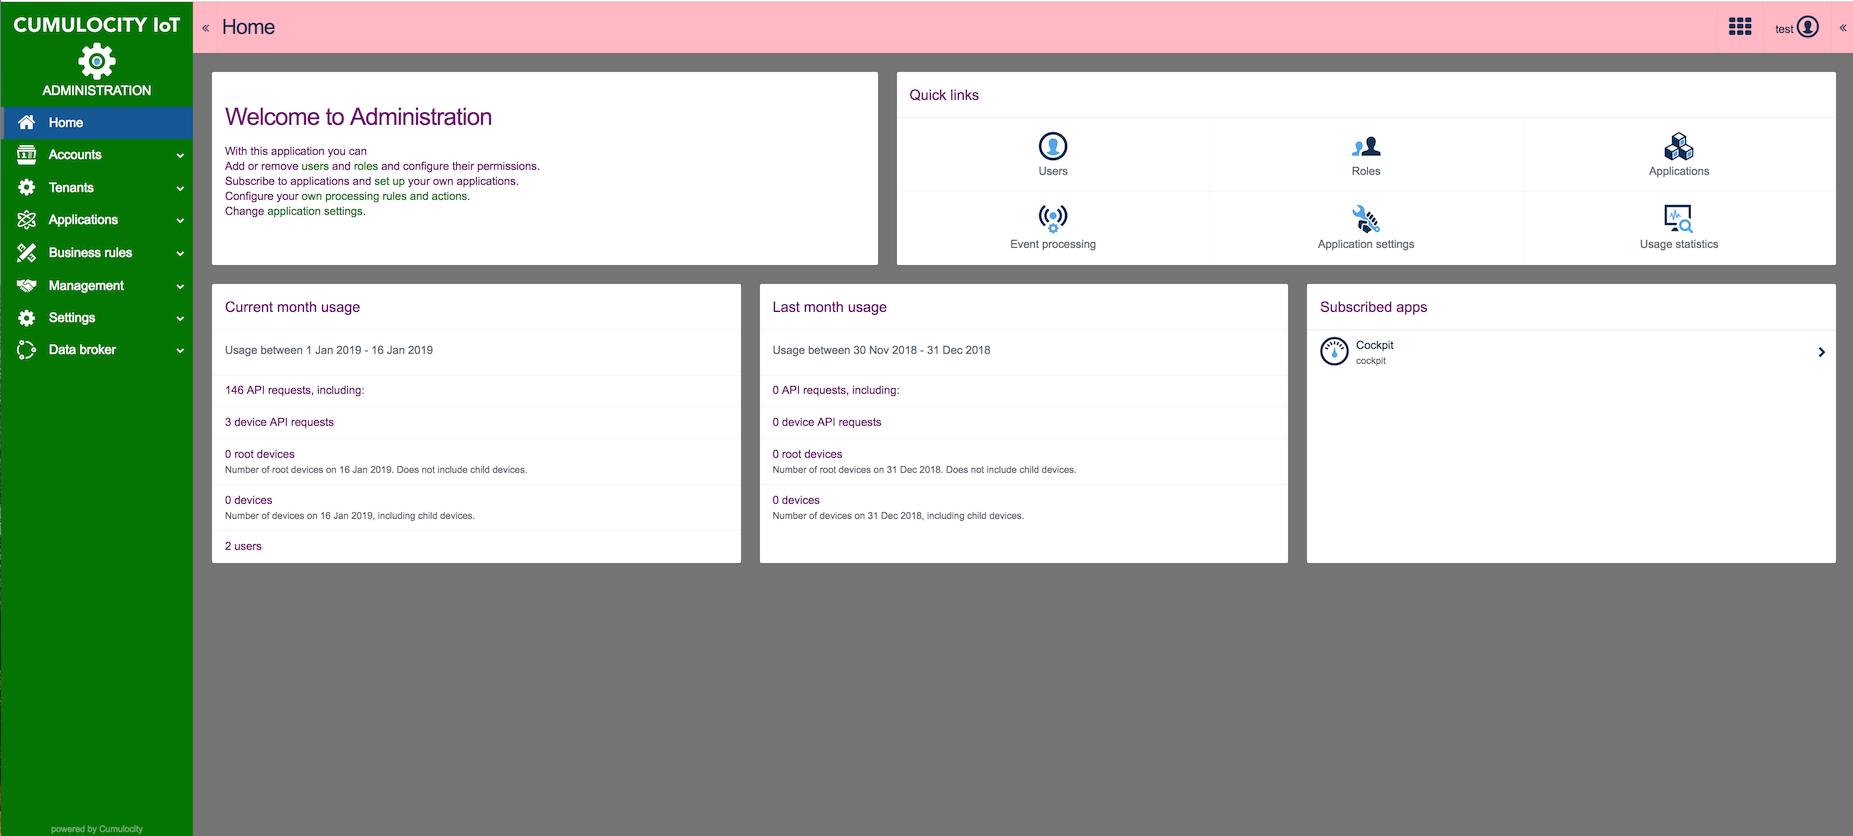 CUMULOCITY IoT
ADMINISTRATION
Home
Accounts
Tenants
Applications
Business rules
Management
Settings
Data broker
powered by Cumulocity
« Home
test
«
Welcome to Administration
With this application you can
Add or remove users and roles and configure their permissions.
Subscribe to applications and set up your own applications.
Configure your own processing rules and actions.
Change application settings.
Quick links
Users
Roles
Applications
Event processing
Application settings
Usage statistics
Current month usage
Usage between 1 Jan 2019 - 16 Jan 2019
146 API requests, including:
3 device API requests
0 root devices
Number of root devices on 16 Jan 2019. Does not include child devices.
0 devices
Number of devices on 16 Jan 2019, including child devices.
2 users
Last month usage
Usage between 30 Nov 2018 - 31 Dec 2018
0 API requests, including:
0 device API requests
0 root devices
Number of root devices on 31 Dec 2018. Does not include child devices.
0 devices
Number of devices on 31 Dec 2018, including child devices.
Subscribed apps
Cockpit
cockpit